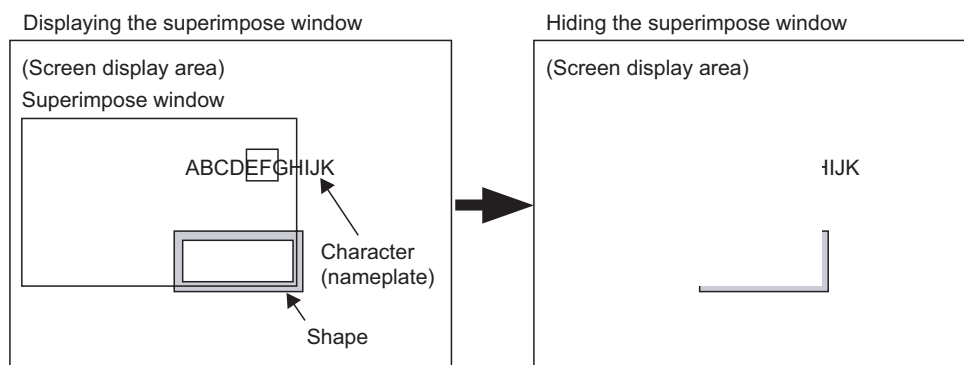 Displaying the superimpose window
(Screen display area)
Superimpose window
ABCDEFGHIJK
Character
(nameplate)
Shape
Hiding the superimpose window
(Screen display area)
HIJK